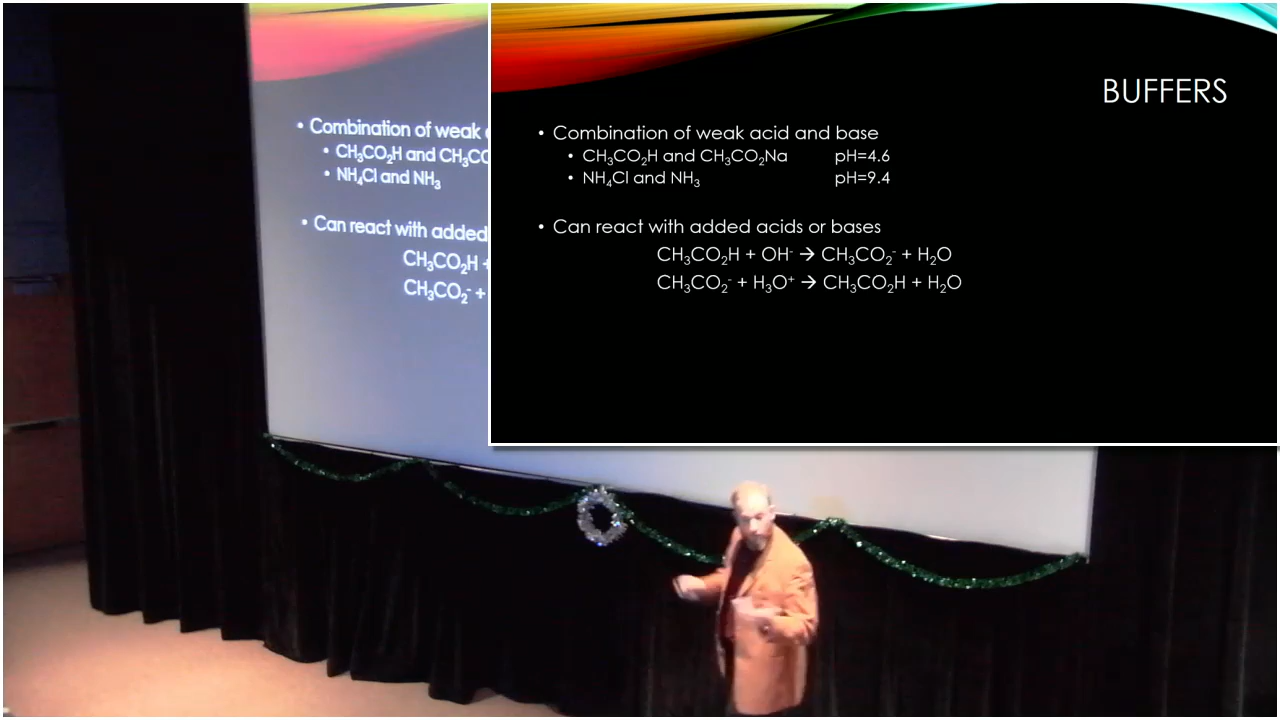 BUFFERS
• Combination of weak acid and base
• CH₃CO₂H and CH₃CO₂Na pH=4.6
• NH₄Cl and NH₃ pH=9.4
• Can react with added acids or bases
CH₃CO₂H + OH⁻ → CH₃CO₂⁻ + H₂O
CH₃CO₂⁻ + H₃O⁺ → CH₃CO₂H + H₂O
• Combination of weak
• CH₃CO₂H and CH₃CO
• NH₄Cl and NH₃
• Can react with added
CH₃CO₂H +
CH₃CO₂⁻ +